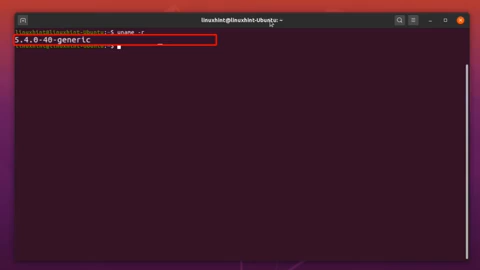 linuxhint@linuxhint-Ubuntu: ~
linuxhint@linuxhint-Ubuntu:~$ uname -r
5.4.0-40-generic
linuxhint@linuxhint-Ubuntu:~$